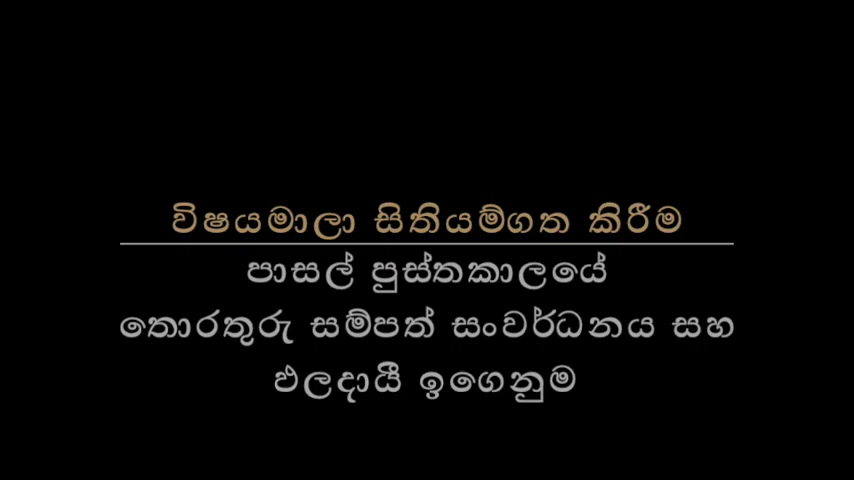 විෂයමාලා සිතියම්ගත කිරීම
පාසල් පුස්තකාලයේ
තොරතුරු සම්පත් සංවර්ධනය සහ
ඵලදායී ඉගෙනුම